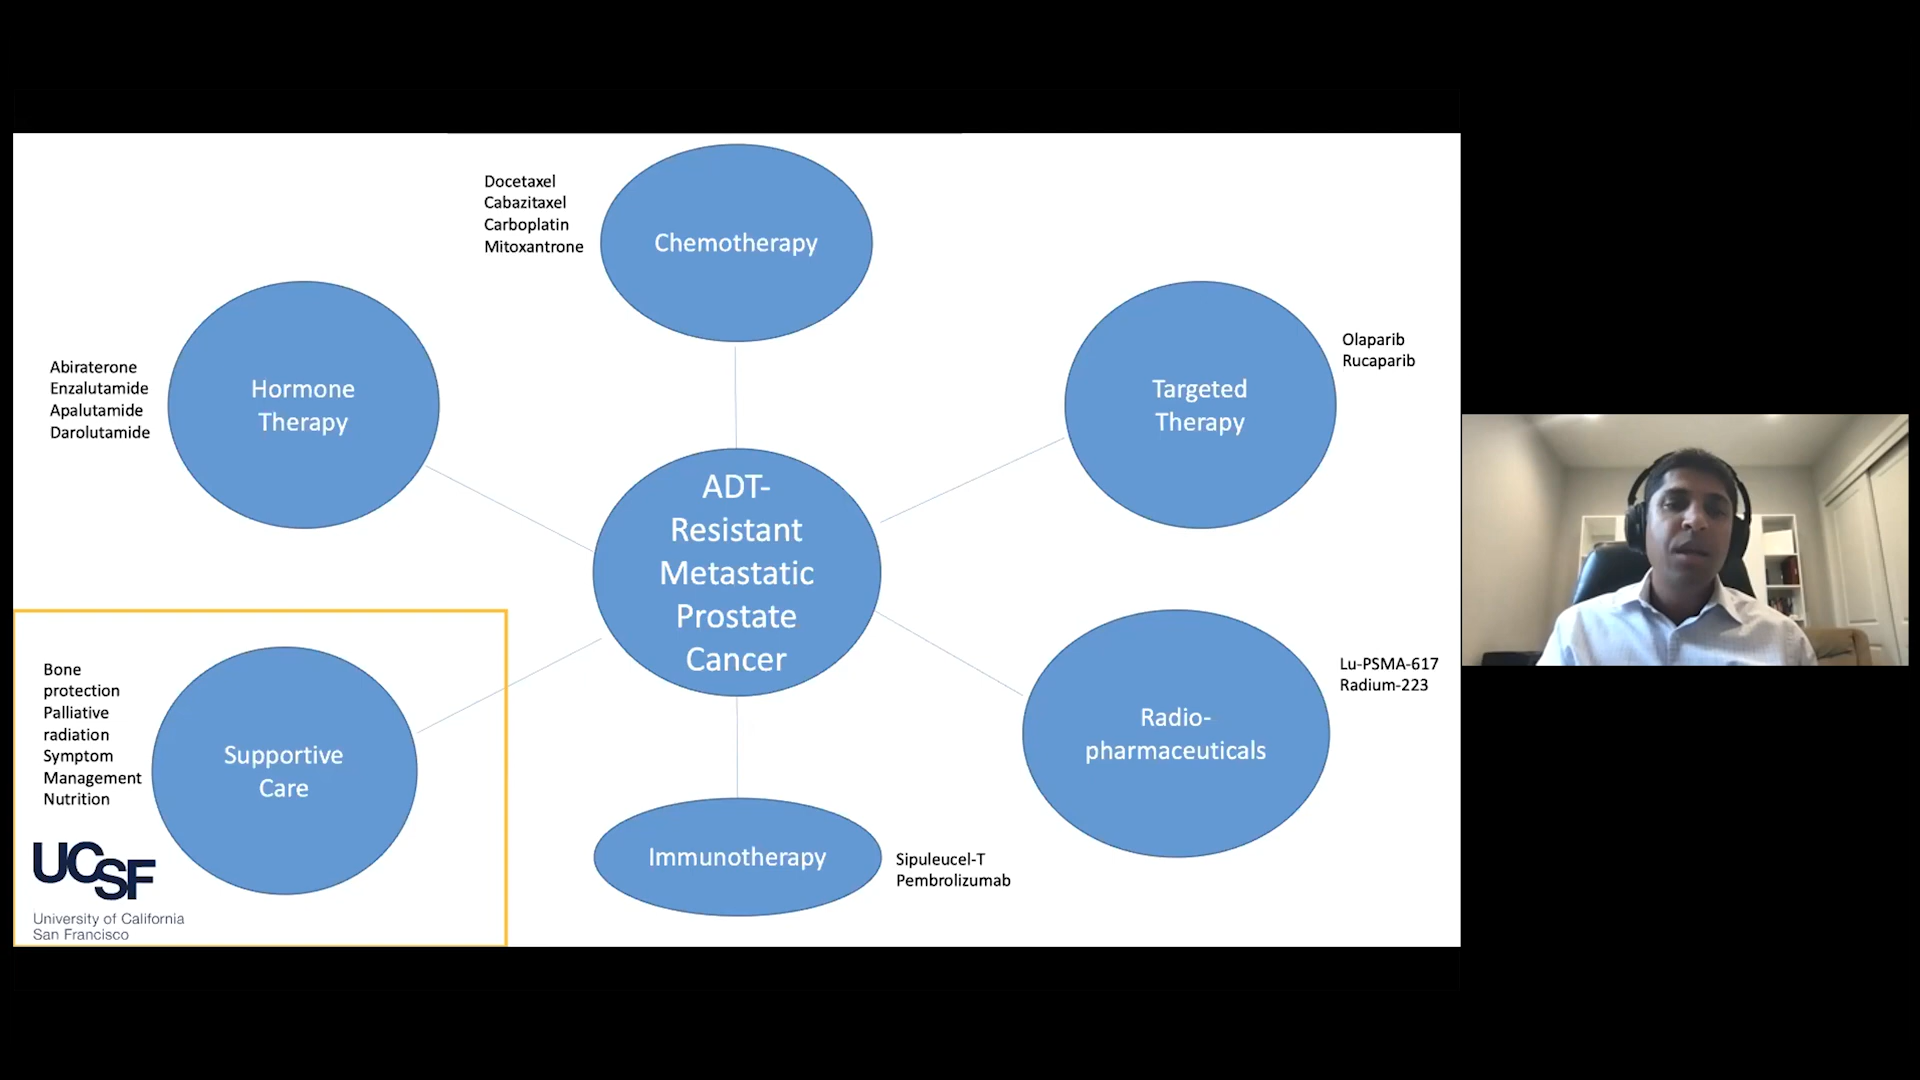 Docetaxel
Cabazitaxel
Carboplatin
Mitoxantrone
Chemotherapy
Abiraterone
Enzalutamide
Apalutamide
Darolutamide
Hormone
Therapy
Targeted
Therapy
Olaparib
Rucaparib
ADT-
Resistant
Metastatic
Prostate
Cancer
Bone
protection
Palliative
radiation
Symptom
Management
Nutrition
Supportive
Care
Radio-
pharmaceuticals
Lu-PSMA-617
Radium-223
Immunotherapy
Sipuleucel-T
Pembrolizumab
UCSF
University of California
San Francisco